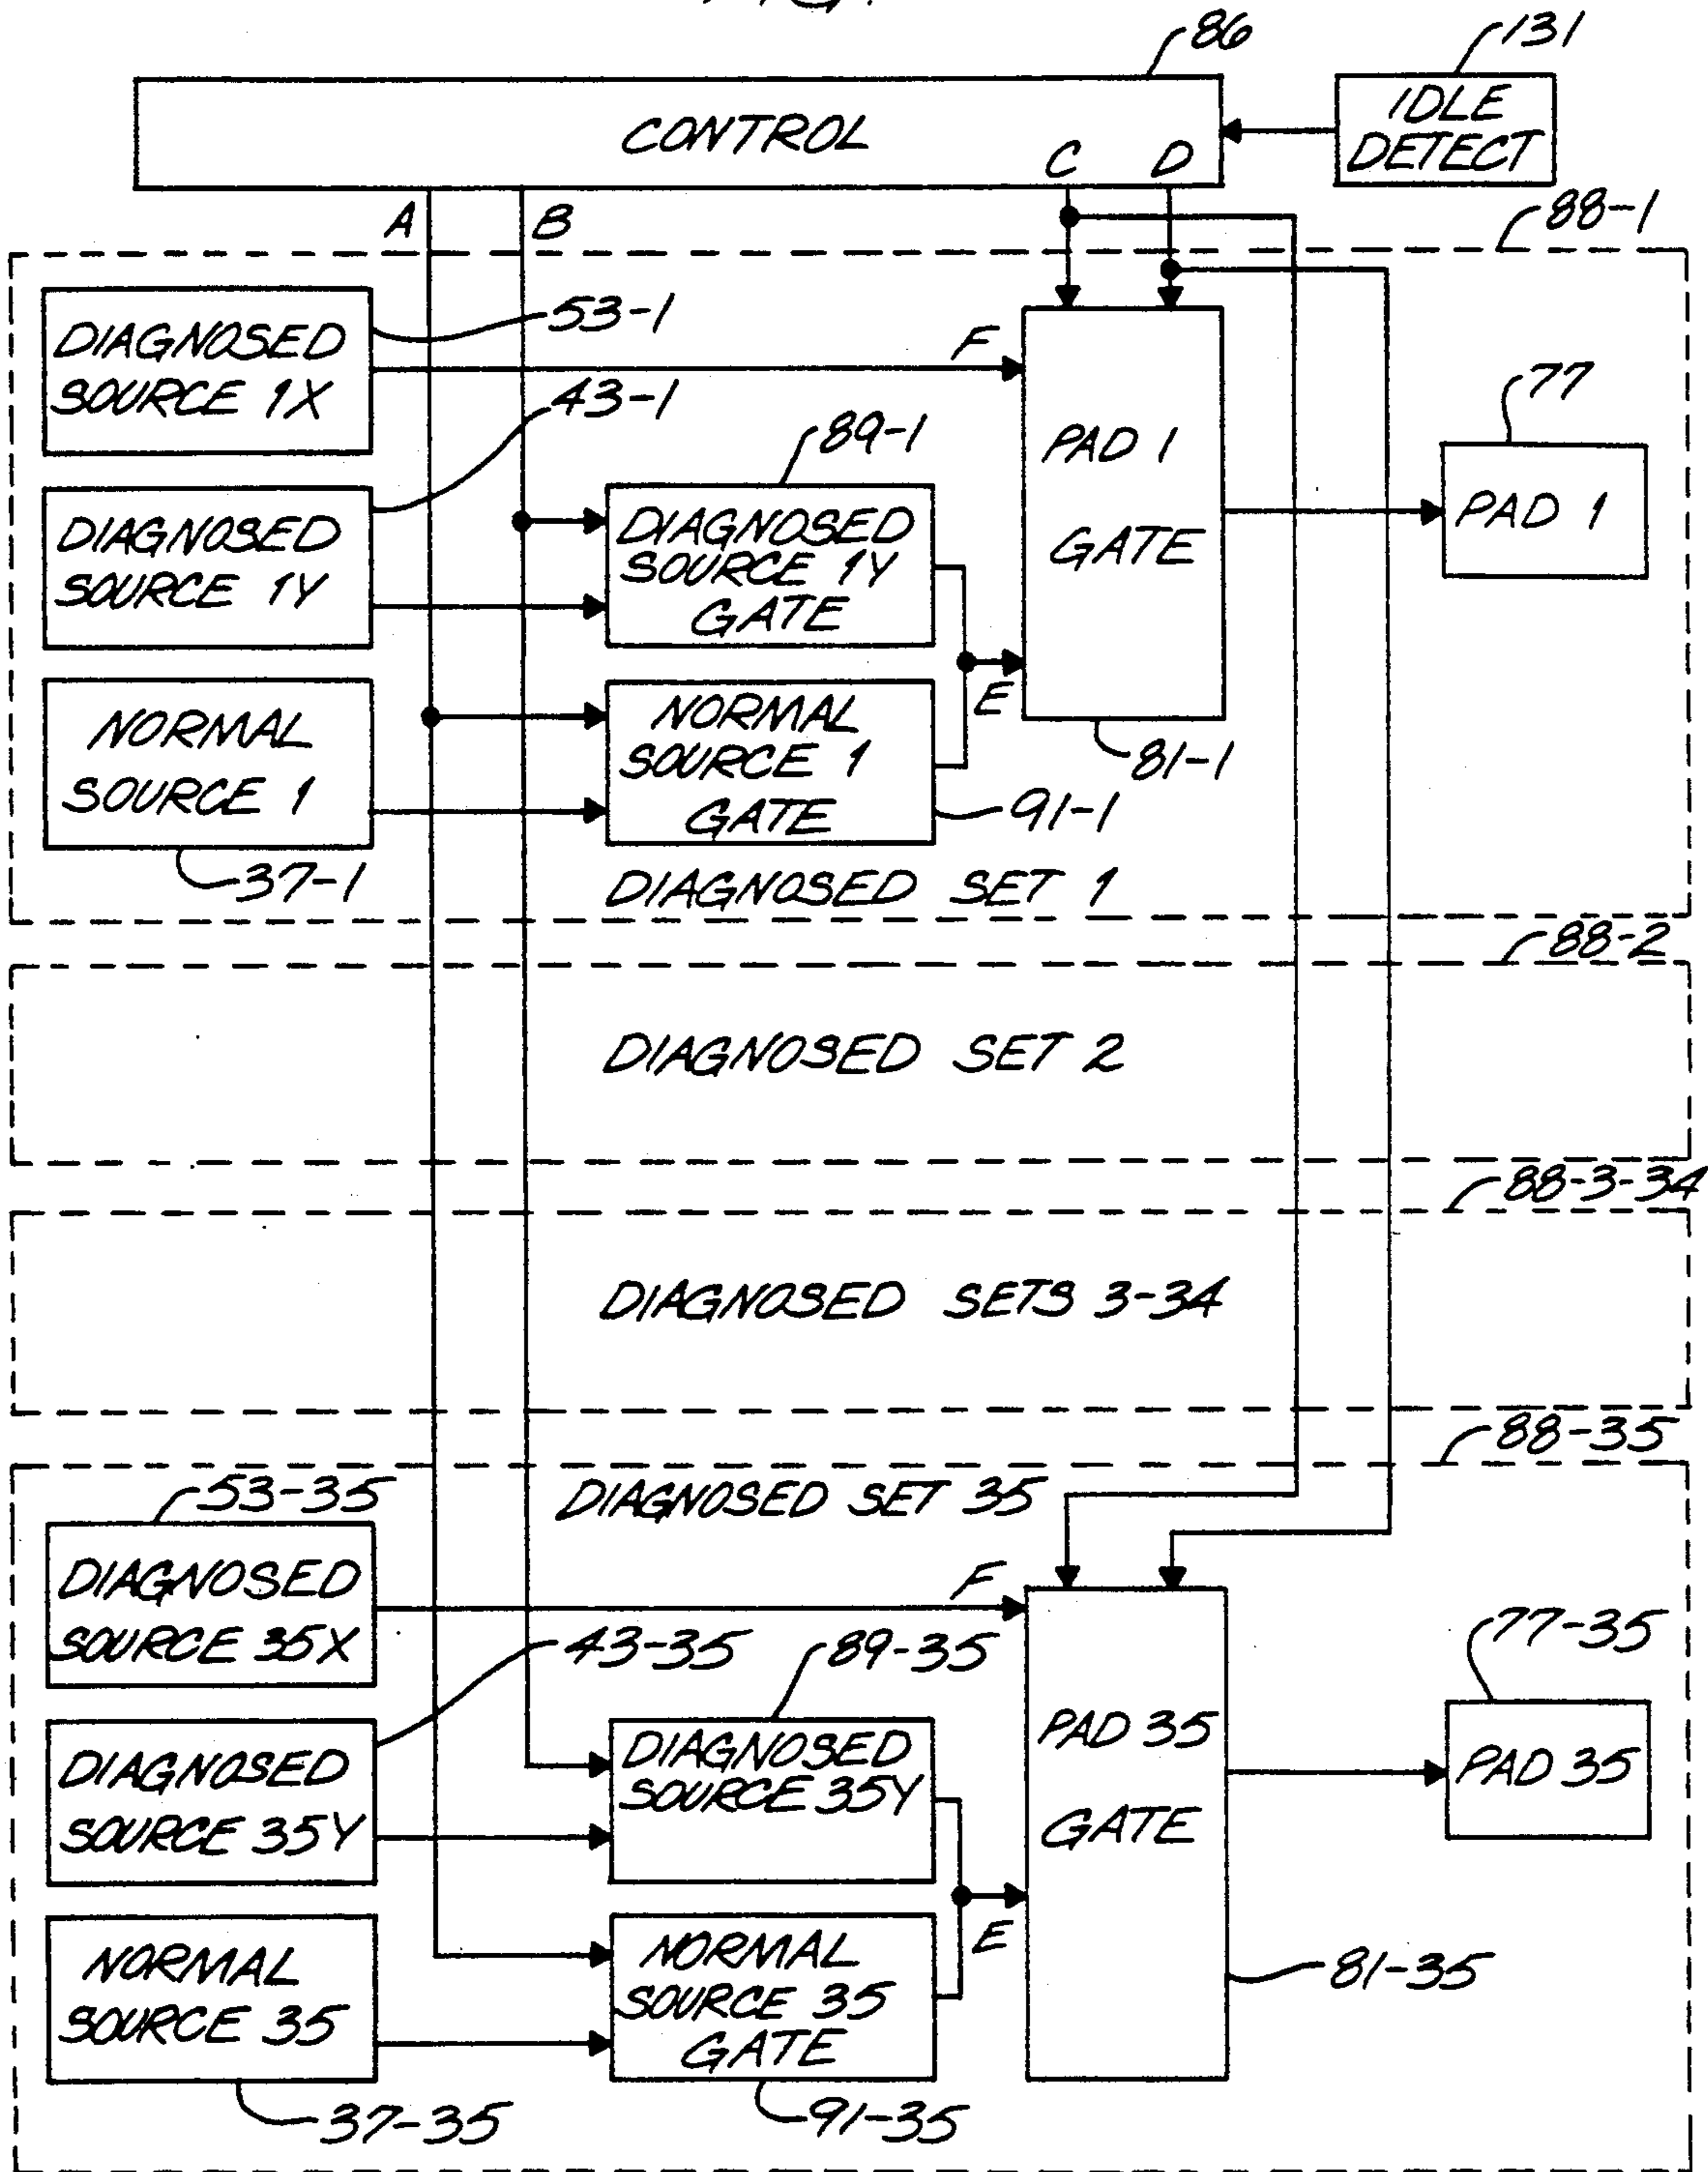 86
131
CONTROL
IDLE
DETECT
C D
A B
88-1
DIAGNOSED
SOURCE 1X
53-1
F
43-1
77
PAD 1
GATE
PAD 1
89-1
DIAGNOSED
SOURCE 1Y
DIAGNOSED
SOURCE 1Y
GATE
E
NORMAL
SOURCE 1
NORMAL
SOURCE 1
GATE
81-1
91-1
37-1
DIAGNOSED SET 1
88-2
DIAGNOSED SET 2
88-3-34
DIAGNOSED SETS 3-34
88-35
53-35
DIAGNOSED SET 35
DIAGNOSED
SOURCE 35X
F
43-35
89-35
77-35
PAD 35
GATE
PAD 35
DIAGNOSED
SOURCE 35Y
DIAGNOSED
SOURCE 35Y
E
NORMAL
SOURCE 35
NORMAL
SOURCE 35
GATE
81-35
37-35
91-35